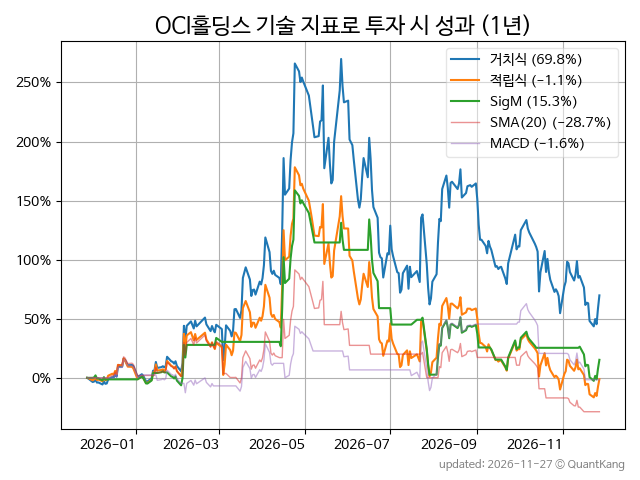 OCI홀딩스 기술 지표로 투자 시 성과 (1년)
거치식 (69.8%)
적립식 (-1.1%)
SigM (15.3%)
SMA(20) (-28.7%)
MACD (-1.6%)
250%
200%
150%
100%
50%
0%
2026-01 2026-03 2026-05 2026-07 2026-09 2026-11
updated: 2026-11-27 © QuantKang